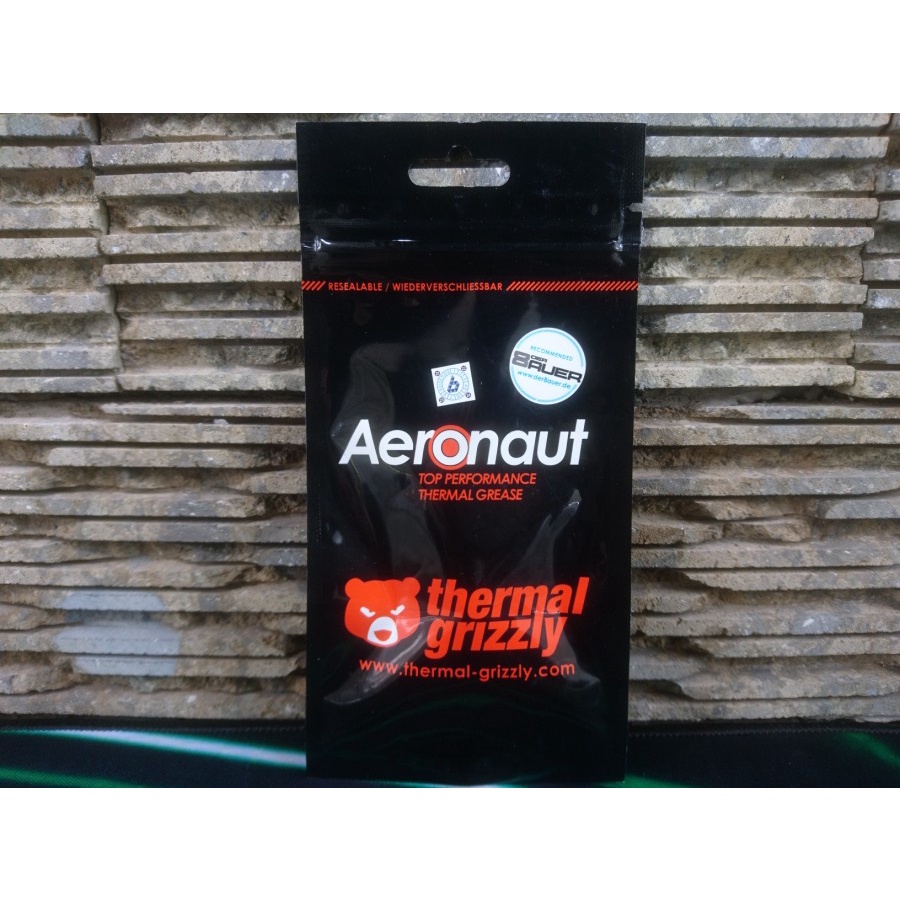 RESEALABLE / WIEDERVERSCHLIESSBAR
RECOMMENDED
DER
8AUER
www.der8auer.de
Aeronaut
TOP PERFORMANCE
THERMAL GREASE
thermal
grizzly
www.thermal-grizzly.com